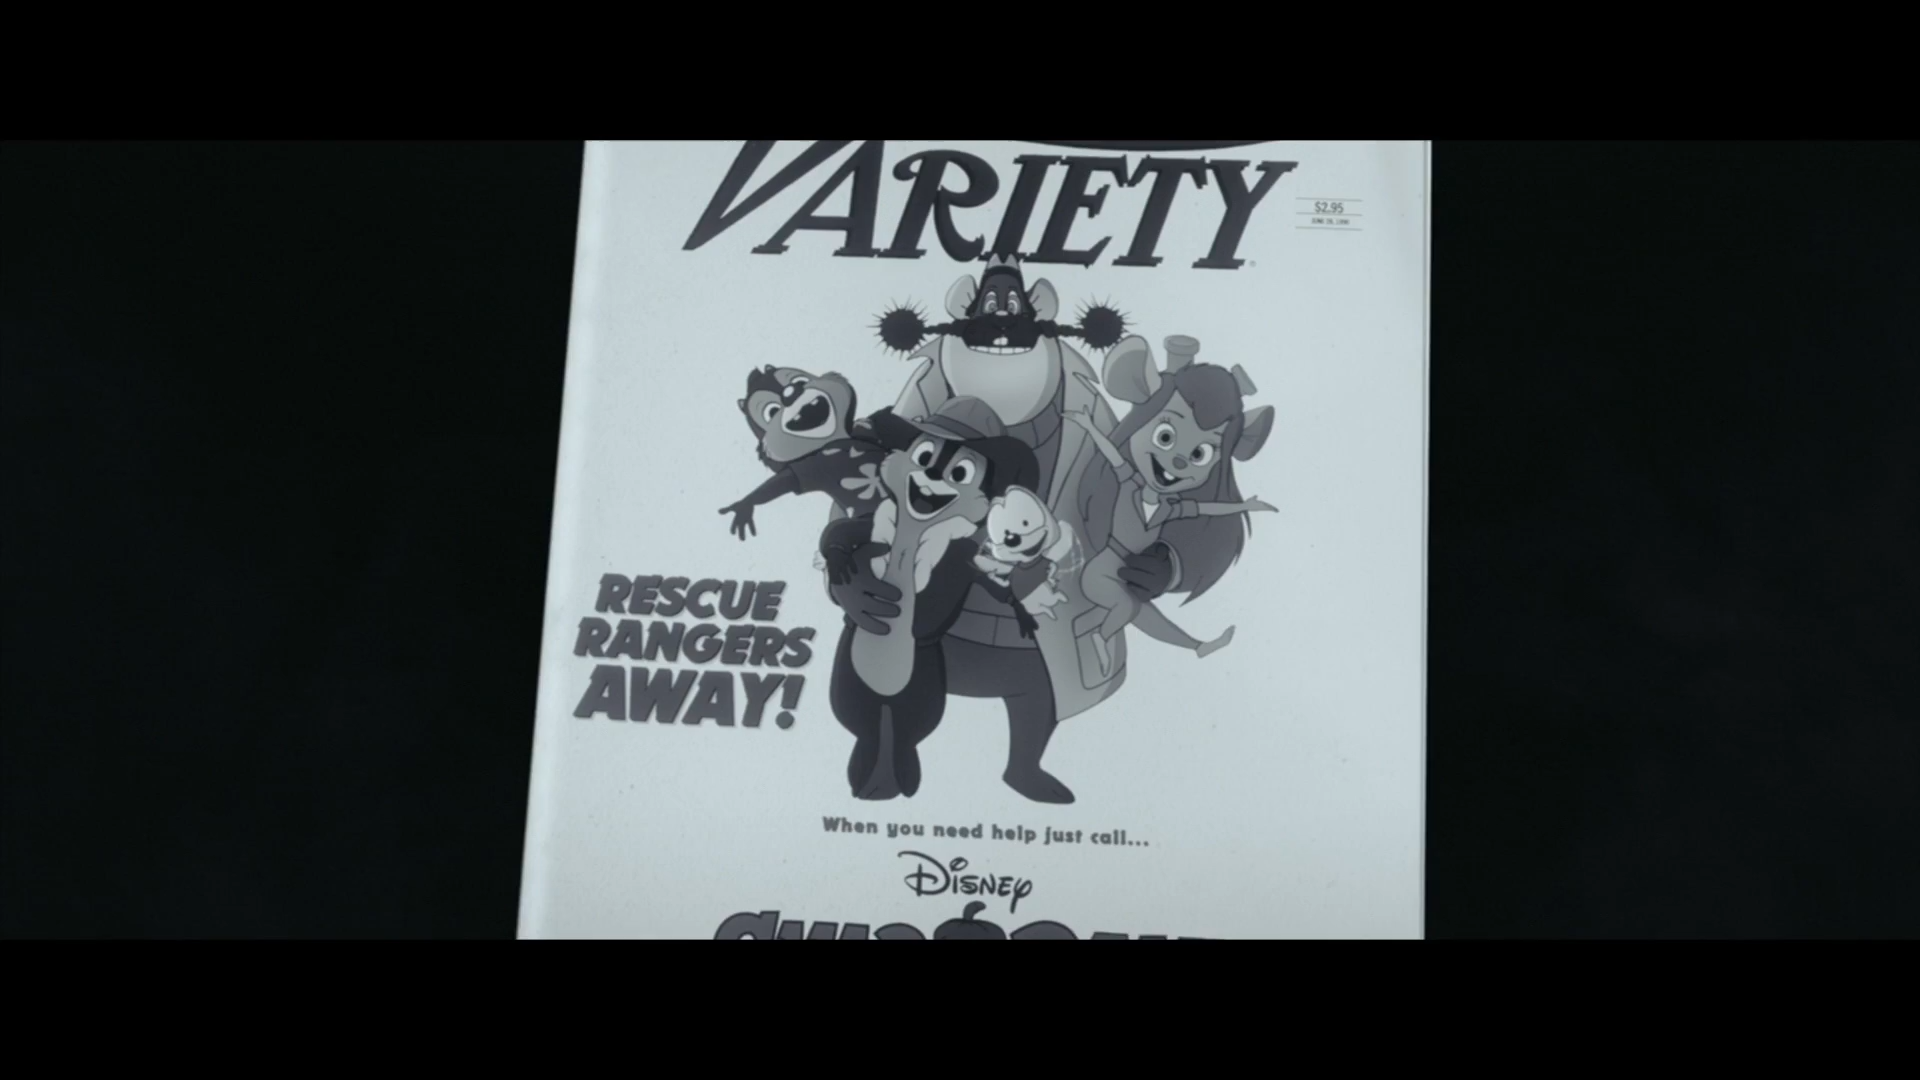 VARIETY
$2.95
RESCUE
RANGERS
AWAY!
When you need help just call...
DISNEY